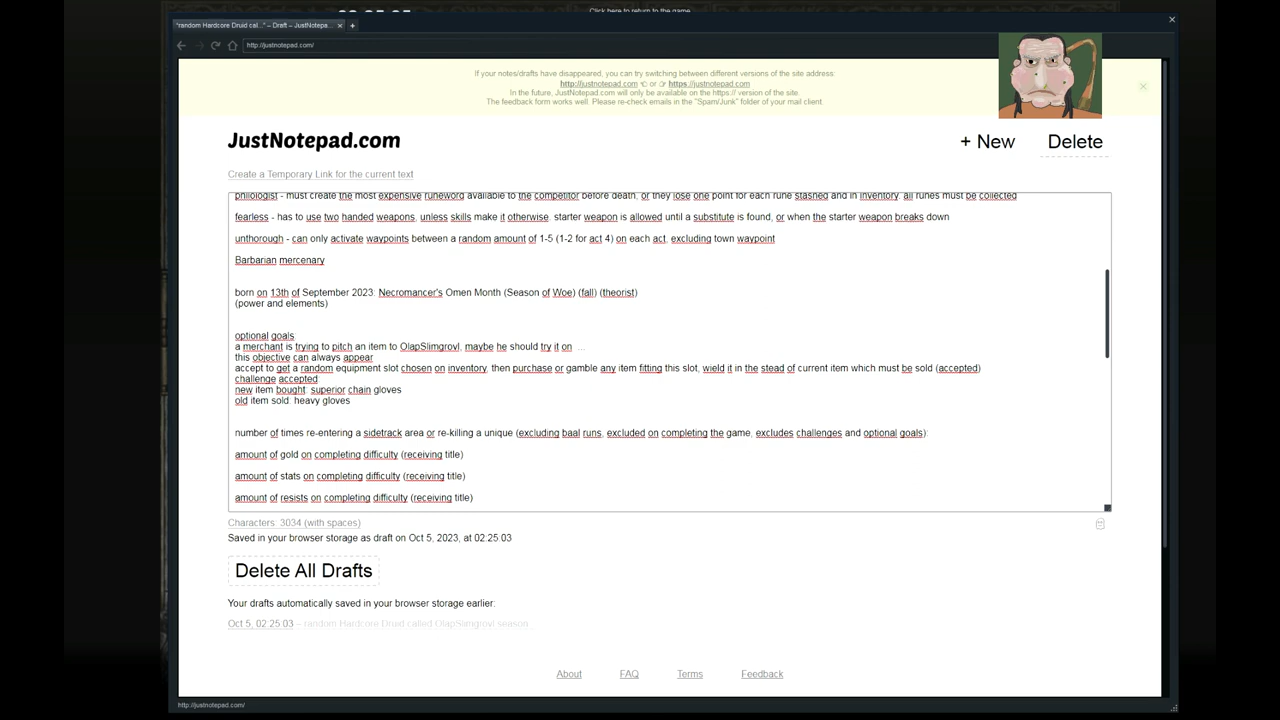 Click here to return to the game
"random Hardcore Druid cal..." – Draft – JustNotepa...
http://justnotepad.com/
If your notes/drafts have disappeared, you can try switching between different versions of the site address:
http://justnotepad.com or https://justnotepad.com
In the future, JustNotepad.com will only be available on the https:// version of the site.
The feedback form works well. Please re-check emails in the "Spam/Junk" folder of your mail client.
JustNotepad.com
+ New
Delete
Create a Temporary Link for the current text
philologist - must create the most expensive runeword available to the competitor before death, or they lose one point for each rune stashed and in inventory. all runes must be collected
fearless - has to use two handed weapons, unless skills make it otherwise. starter weapon is allowed until a substitute is found, or when the starter weapon breaks down
unthorough - can only activate waypoints between a random amount of 1-5 (1-2 for act 4) on each act, excluding town waypoint
Barbarian mercenary
born on 13th of September 2023: Necromancer's Omen Month (Season of Woe) (fall) (theorist)
(power and elements)
optional goals:
a merchant is trying to pitch an item to OlapSlimgrovl, maybe he should try it on ...
this objective can always appear
accept to get a random equipment slot chosen on inventory, then purchase or gamble any item fitting this slot, wield it in the stead of current item which must be sold (accepted)
challenge accepted:
new item bought: superior chain gloves
old item sold: heavy gloves
number of times re-entering a sidetrack area or re-killing a unique (excluding baal runs, excluded on completing the game, excludes challenges and optional goals):
amount of gold on completing difficulty (receiving title)
amount of stats on completing difficulty (receiving title)
amount of resists on completing difficulty (receiving title)
Characters: 3034 (with spaces)
Saved in your browser storage as draft on Oct 5, 2023, at 02:25:03
Delete All Drafts
Your drafts automatically saved in your browser storage earlier:
Oct 5, 02:25:03 – random Hardcore Druid called OlapSlimgrovl season...
About
FAQ
Terms
Feedback
http://justnotepad.com/